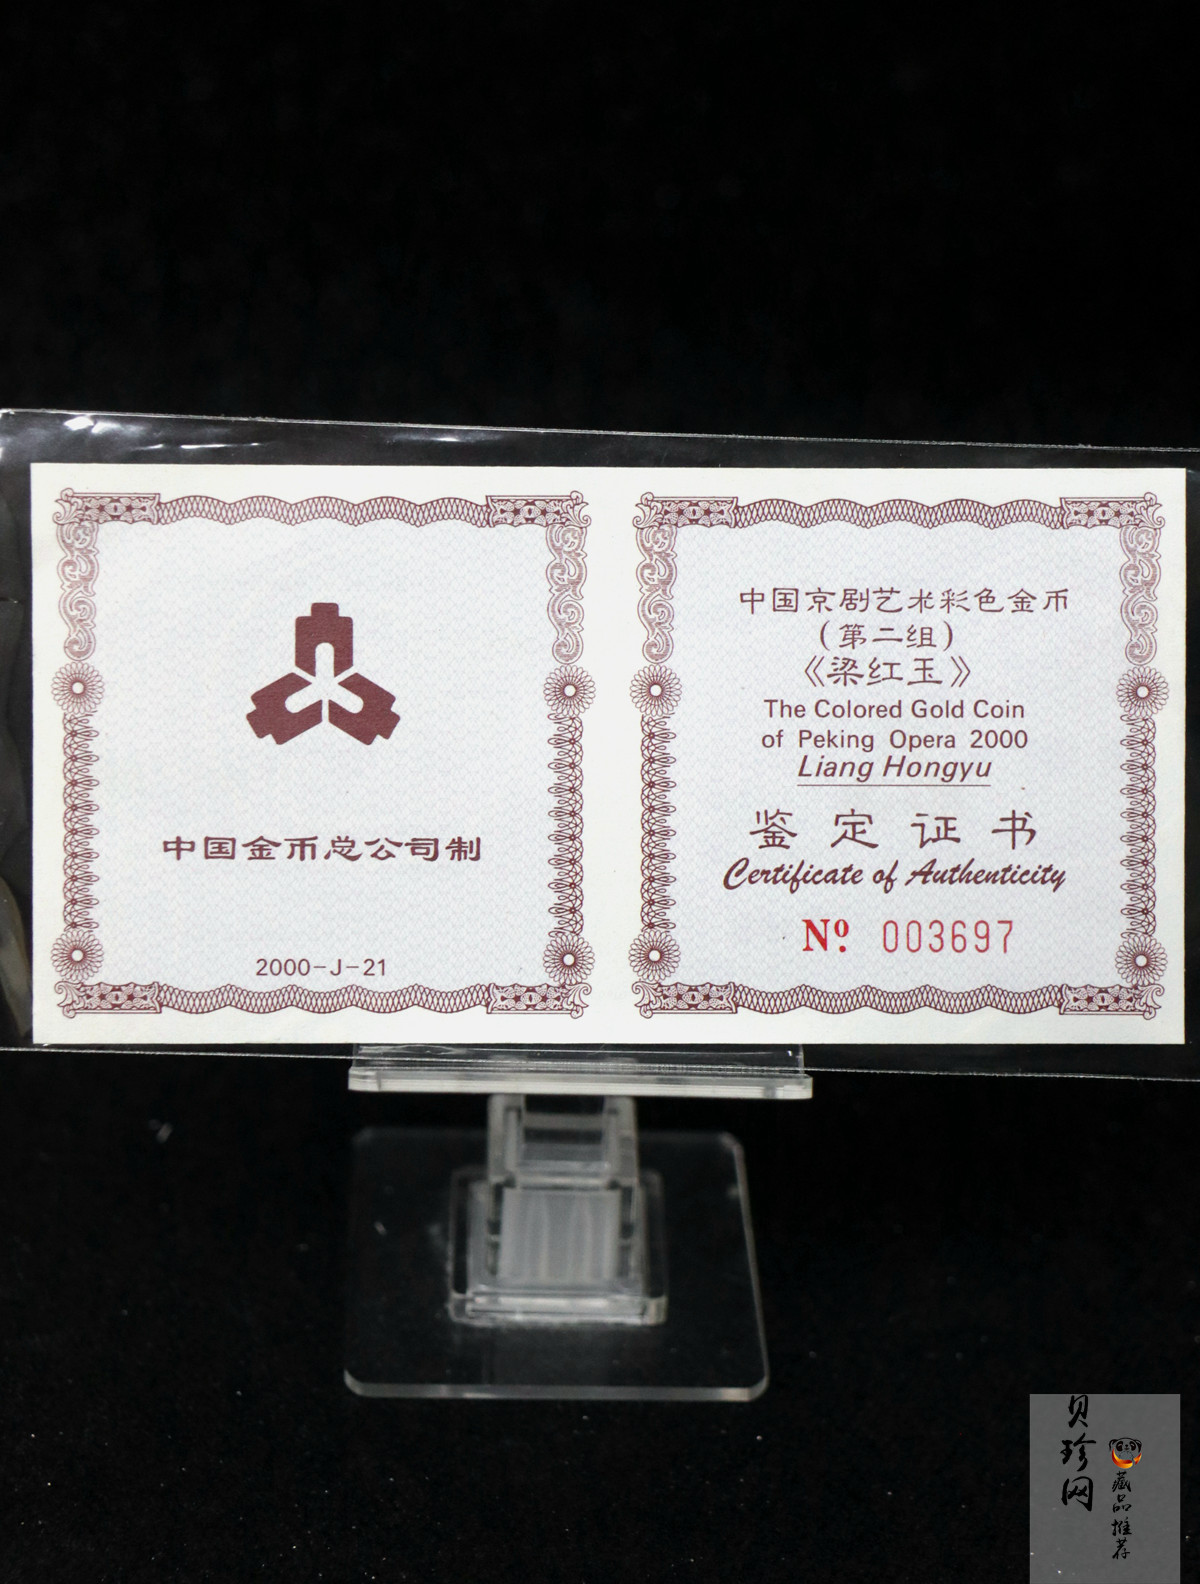 中国金币总公司制
2000-J-21
中国京剧艺术彩色金币
(第二组)
《梁红玉》
The Colored Gold Coin
of Peking Opera 2000
Liang Hongyu
鉴定证书
Certificate of Authenticity
Nº. 003697
贝珍网
藏品推荐